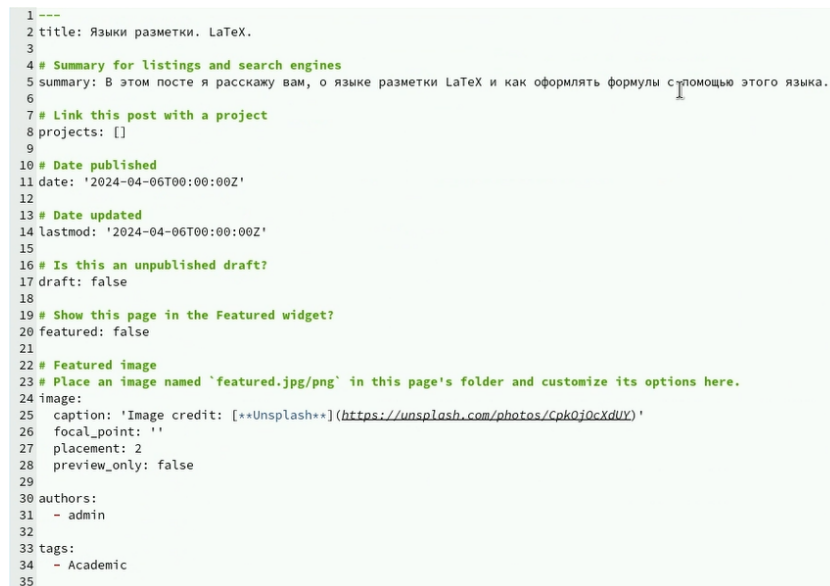 1 ---
2 title: Языки разметки. LaTeX.
3
4 # Summary for listings and search engines
5 summary: В этом посте я расскажу вам, о языке разметки LaTeX и как оформлять формулы с помощью этого языка.
6
7 # Link this post with a project
8 projects: []
9
10 # Date published
11 date: '2024-04-06T00:00:00Z'
12
13 # Date updated
14 lastmod: '2024-04-06T00:00:00Z'
15
16 # Is this an unpublished draft?
17 draft: false
18
19 # Show this page in the Featured widget?
20 featured: false
21
22 # Featured image
23 # Place an image named `featured.jpg/png` in this page's folder and customize its options here.
24 image:
25   caption: 'Image credit: [**Unsplash**](https://unsplash.com/photos/CpkOjOcXdUY)'
26   focal_point: ''
27   placement: 2
28   preview_only: false
29
30 authors:
31   - admin
32
33 tags:
34   - Academic
35